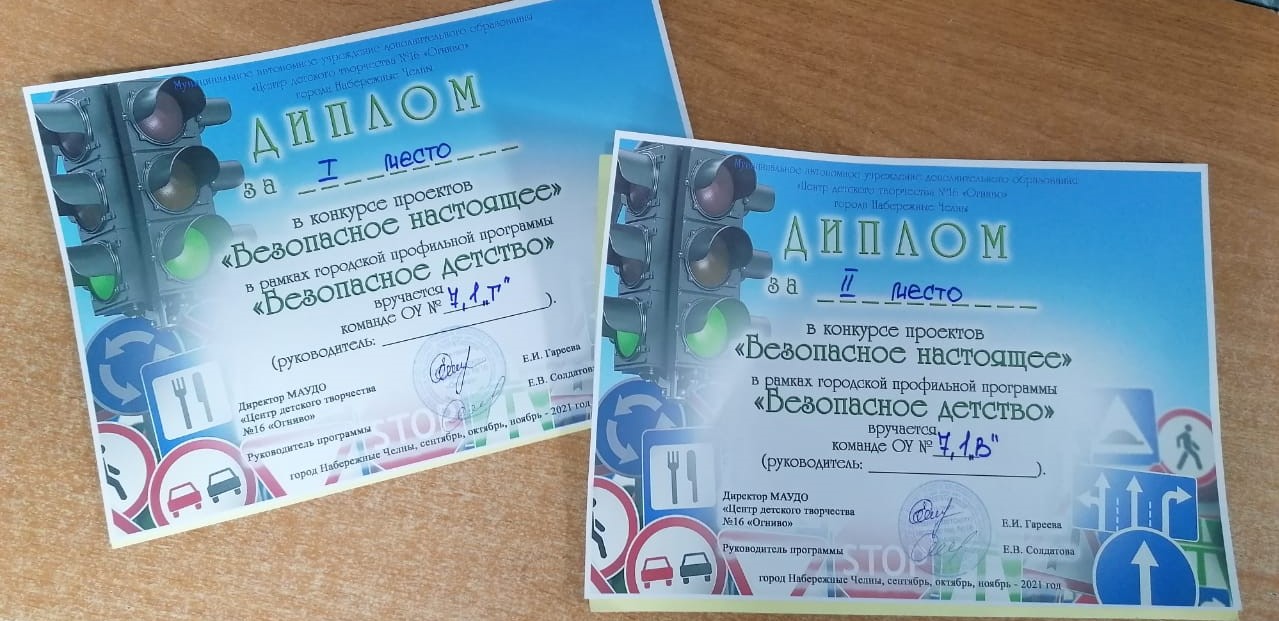 Муниципальное автономное учреждение дополнительного образования
«Центр детского творчества №16 «Огниво»
города Набережные Челны
ДИПЛОМ
за I место
в конкурсе проектов
«Безопасное настоящее»
в рамках городской профильной программы
«Безопасное детство»
вручается
команде ОУ № 7, 1 „Г"
(руководитель: ____________________).
Директор МАУДО
«Центр детского творчества
№16 «Огниво»
Е.И. Гареева
Руководитель программы
Е.В. Солдатова
STOP
город Набережные Челны, сентябрь, октябрь, ноябрь - 2021 год
Муниципальное автономное учреждение дополнительного образования
«Центр детского творчества №16 «Огниво»
города Набережные Челны
ДИПЛОМ
за II место
в конкурсе проектов
«Безопасное настоящее»
в рамках городской профильной программы
«Безопасное детство»
вручается
команде ОУ № 7, 1 „В"
(руководитель: ____________________).
Директор МАУДО
«Центр детского творчества
№16 «Огниво»
Е.И. Гареева
Руководитель программы
Е.В. Солдатова
STOP
город Набережные Челны, сентябрь, октябрь, ноябрь - 2021 год